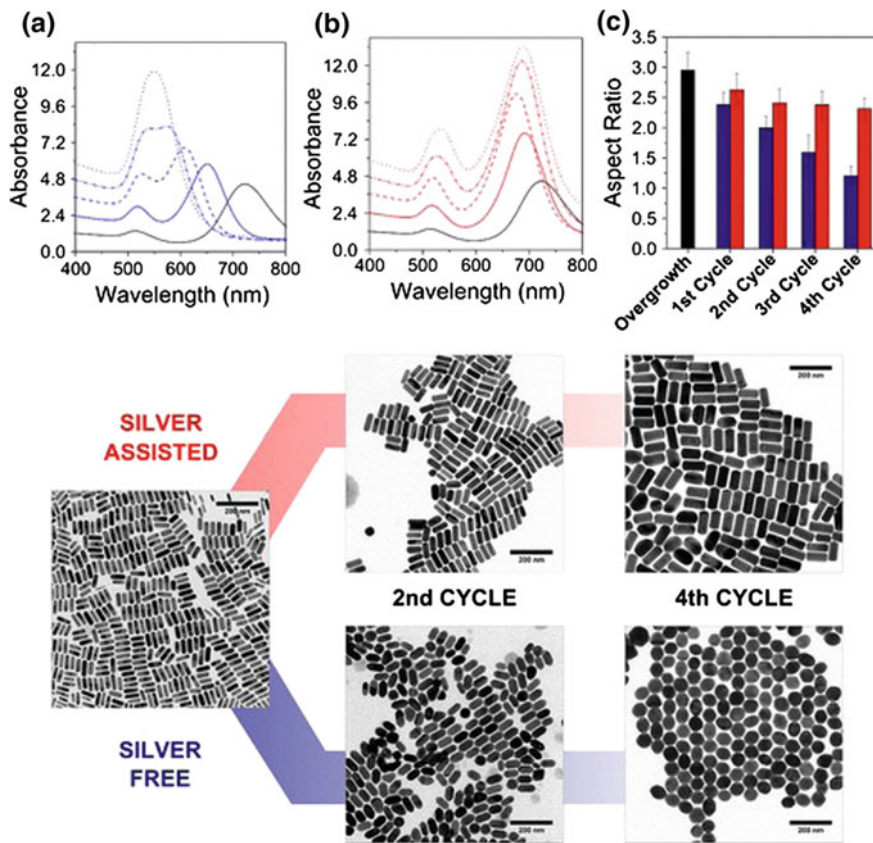 (a)
(b)
(c)
Absorbance
12.0
9.6
7.2
4.8
2.4
0.0
400 500 600 700 800
Wavelength (nm)
Absorbance
12.0
9.6
7.2
4.8
2.4
0.0
400 500 600 700 800
Wavelength (nm)
Aspect Ratio
3.5
3.0
2.5
2.0
1.5
1.0
0.5
0.0
Overgrowth
1st Cycle
2nd Cycle
3rd Cycle
4th Cycle
SILVER
ASSISTED
200 nm
200 nm
200 nm
2nd CYCLE
4th CYCLE
SILVER
FREE
200 nm
200 nm